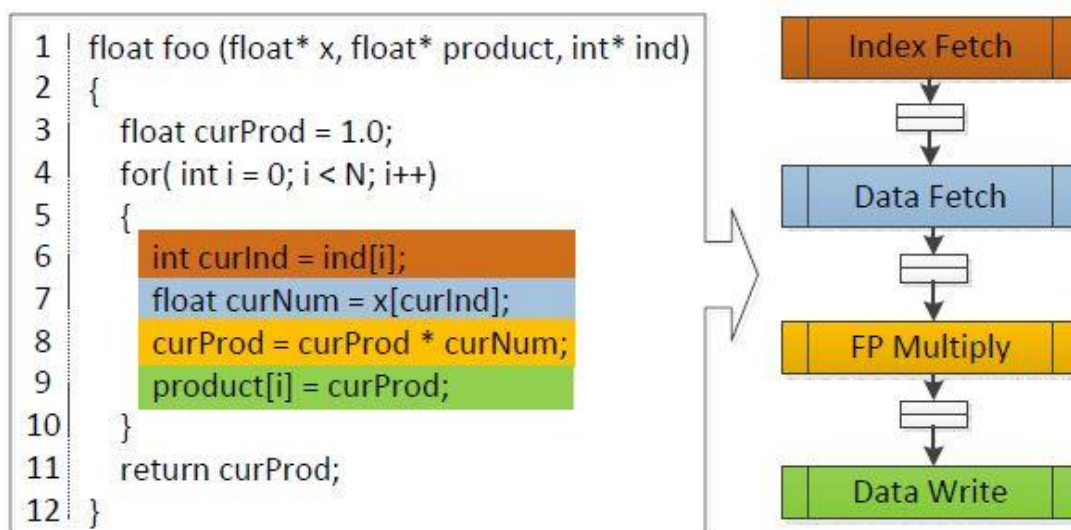 1 float foo (float* x, float* product, int* ind)
2 {
3 float curProd = 1.0;
4 for( int i = 0; i < N; i++)
5 {
6 int curInd = ind[i];
7 float curNum = x[curInd];
8 curProd = curProd * curNum;
9 product[i] = curProd;
10 }
11 return curProd;
12 }
Index Fetch
Data Fetch
FP Multiply
Data Write